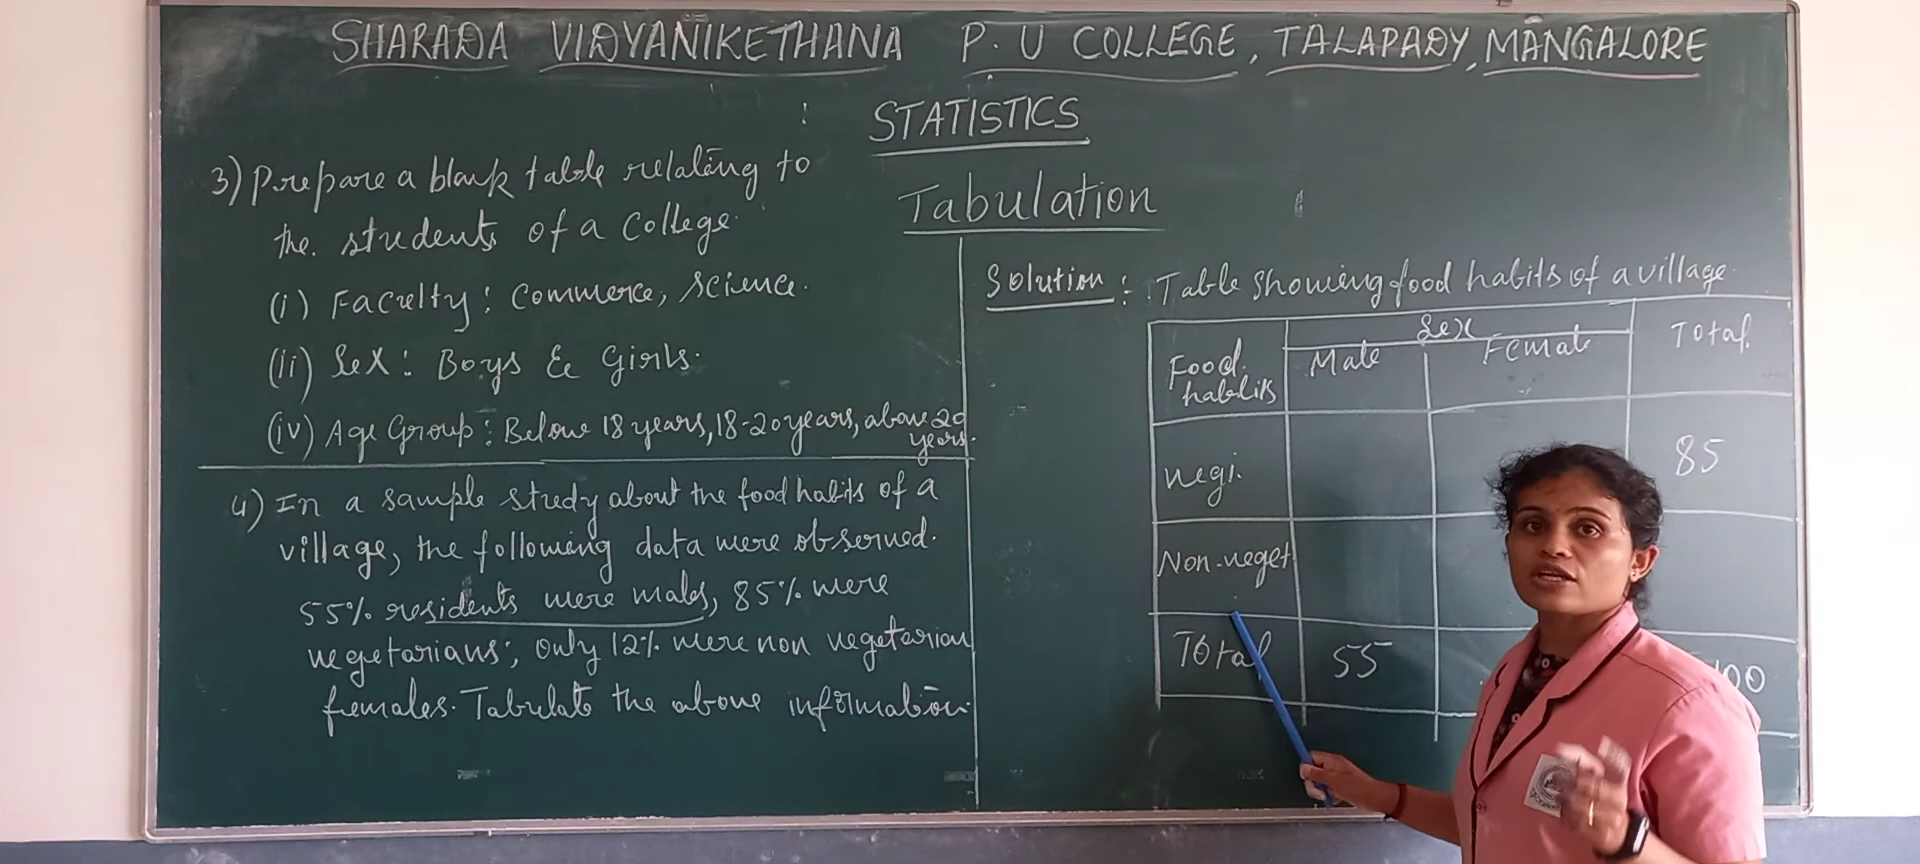 SHARADA VIDYANIKETHANA P.U COLLEGE, TALAPADY, MANGALORE
STATISTICS
Tabulation
3) Prepare a blank table relating to
the students of a College.
(i) Faculty: Commerce, Science.
(ii) Sex: Boys & Girls.
(iv) Age Group: Below 18 years, 18-20 years, above 20
years.
4) In a sample study about the food habits of a
village, the following data were observed.
55% residents were males, 85% were
vegetarians; only 12% were non vegetarian
females. Tabulate the above information.
Solution: Table showing food habits of a village.
Food habits Sex Total
Male Female
vegi. 85
Non-veget
Total 55 100